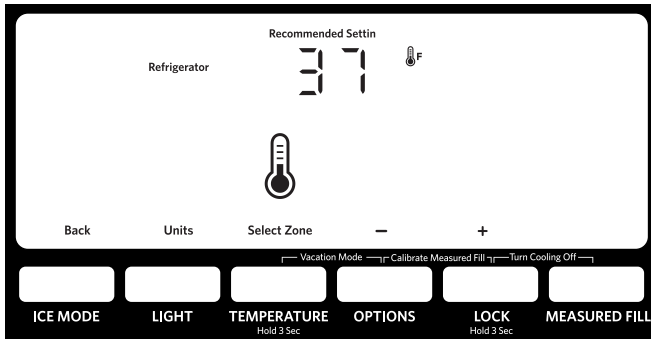 Recommended Settin
Refrigerator 37 F
Back Units Select Zone – +
Vacation Mode Calibrate Measured Fill Turn Cooling Off
ICE MODE LIGHT TEMPERATURE OPTIONS LOCK MEASURED FILL
Hold 3 Sec Hold 3 Sec